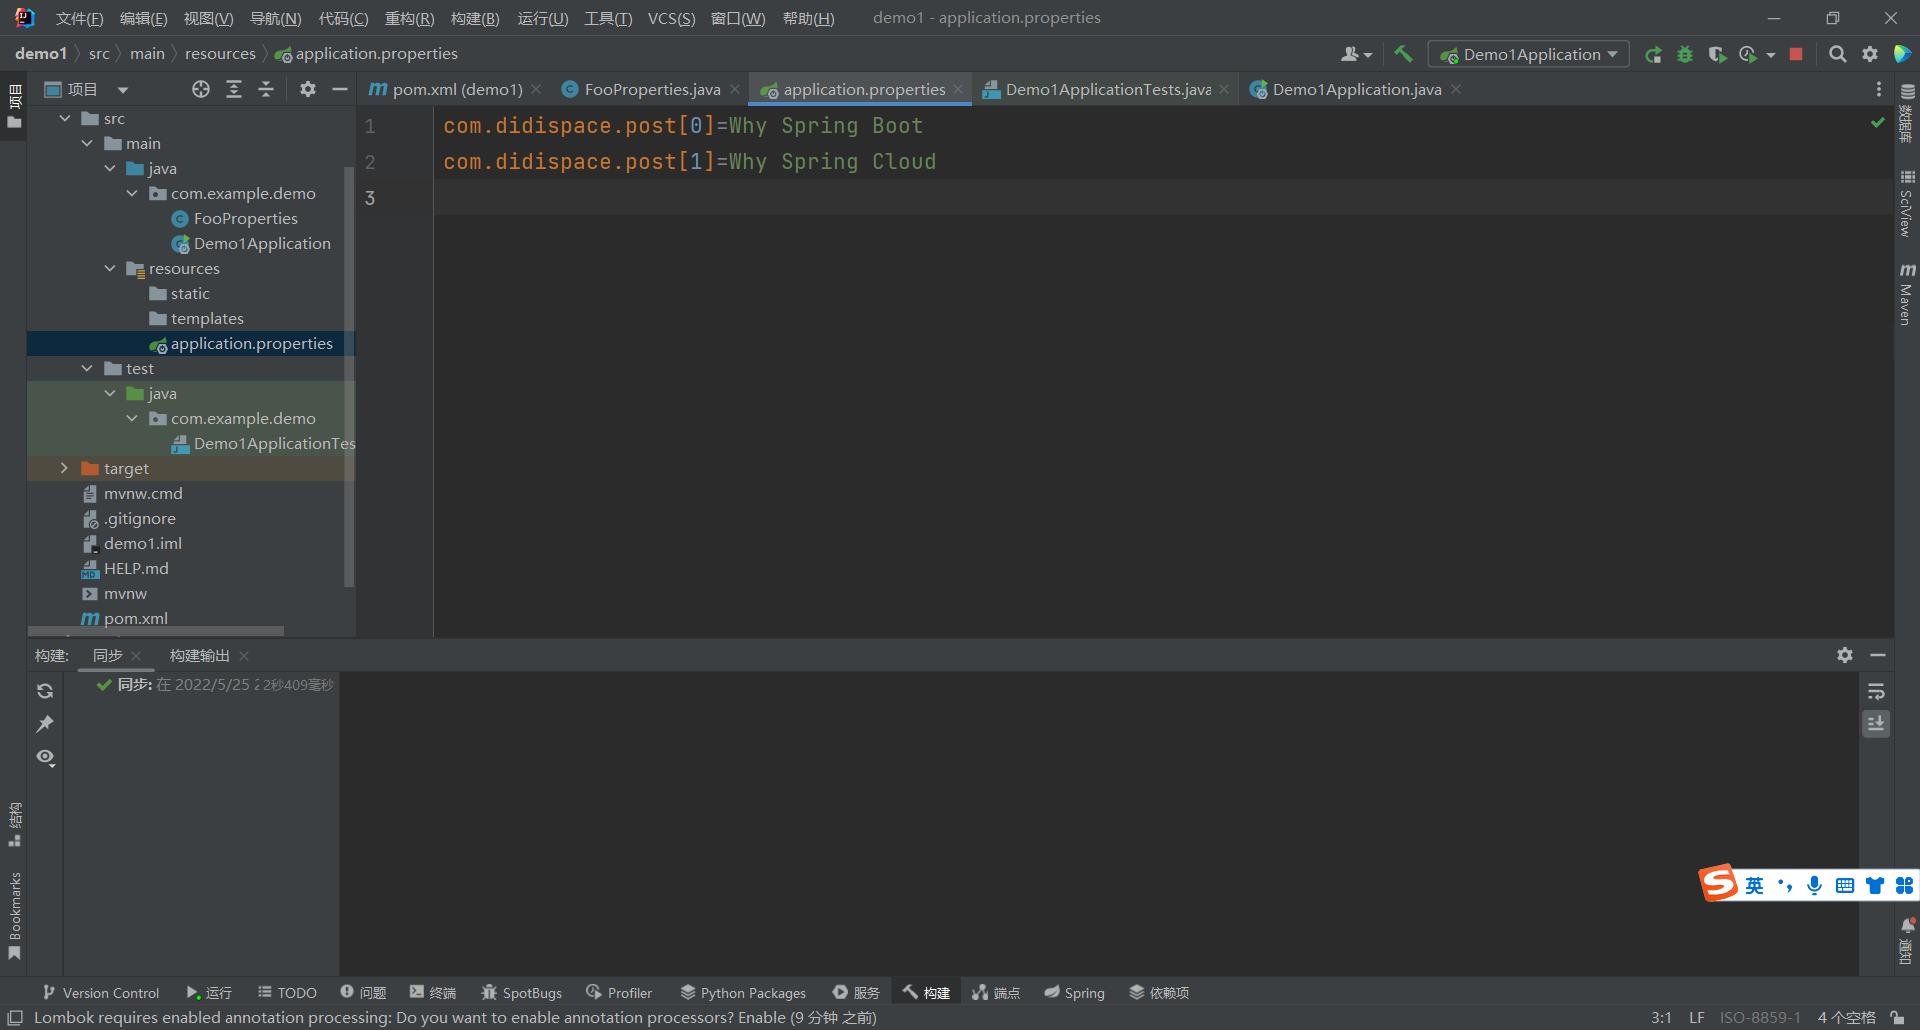 文件(F) 编辑(E) 视图(V) 导航(N) 代码(C) 重构(R) 构建(B) 运行(U) 工具(T) VCS(S) 窗口(W) 帮助(H) demo1 - application.properties
demo1 src main resources application.properties Demo1Application
项目
项目
pom.xml (demo1) FooProperties.java application.properties Demo1ApplicationTests.java Demo1Application.java
src
main
java
com.example.demo
FooProperties
Demo1Application
resources
static
templates
application.properties
test
java
com.example.demo
Demo1ApplicationTes
target
mvnw.cmd
.gitignore
demo1.iml
HELP.md
mvnw
pom.xml
1 com.didispace.post[0]=Why Spring Boot
2 com.didispace.post[1]=Why Spring Cloud
3
数据库
SciView
Maven
构建: 同步 构建输出
同步: 在 2022/5/25 2 2秒409毫秒
结构
Bookmarks
英
通知
Version Control 运行 TODO 问题 终端 SpotBugs Profiler Python Packages 服务 构建 端点 Spring 依赖项
Lombok requires enabled annotation processing: Do you want to enable annotation processors? Enable (9 分钟 之前) 3:1 LF ISO-8859-1 4 个空格